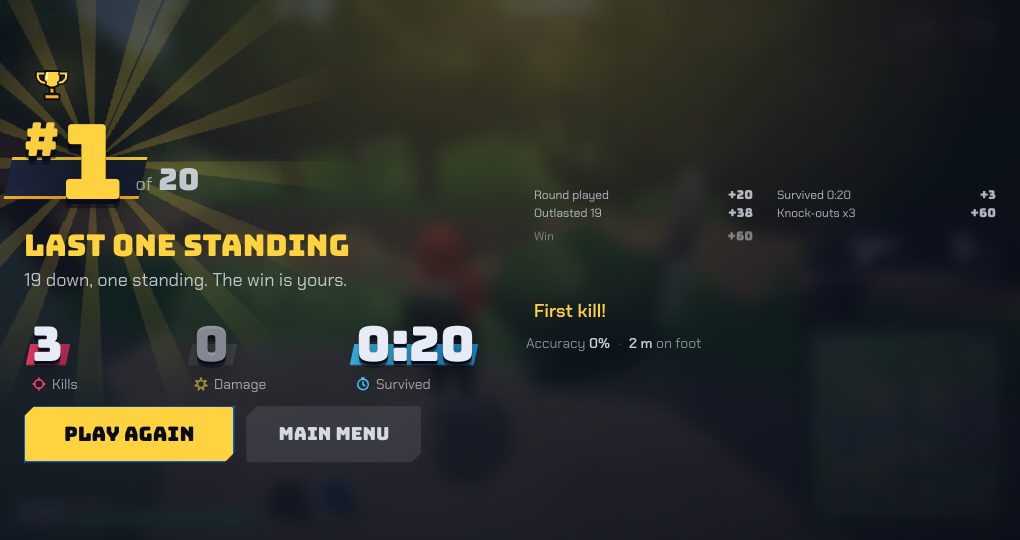 #1 of 20
LAST ONE STANDING
19 down, one standing. The win is yours.
3
Kills
0
Damage
0:20
Survived
PLAY AGAIN
MAIN MENU
Round played +20
Outlasted 19 +38
Win +60
Survived 0:20 +3
Knock-outs x3 +60
First kill!
Accuracy 0% · 2 m on foot